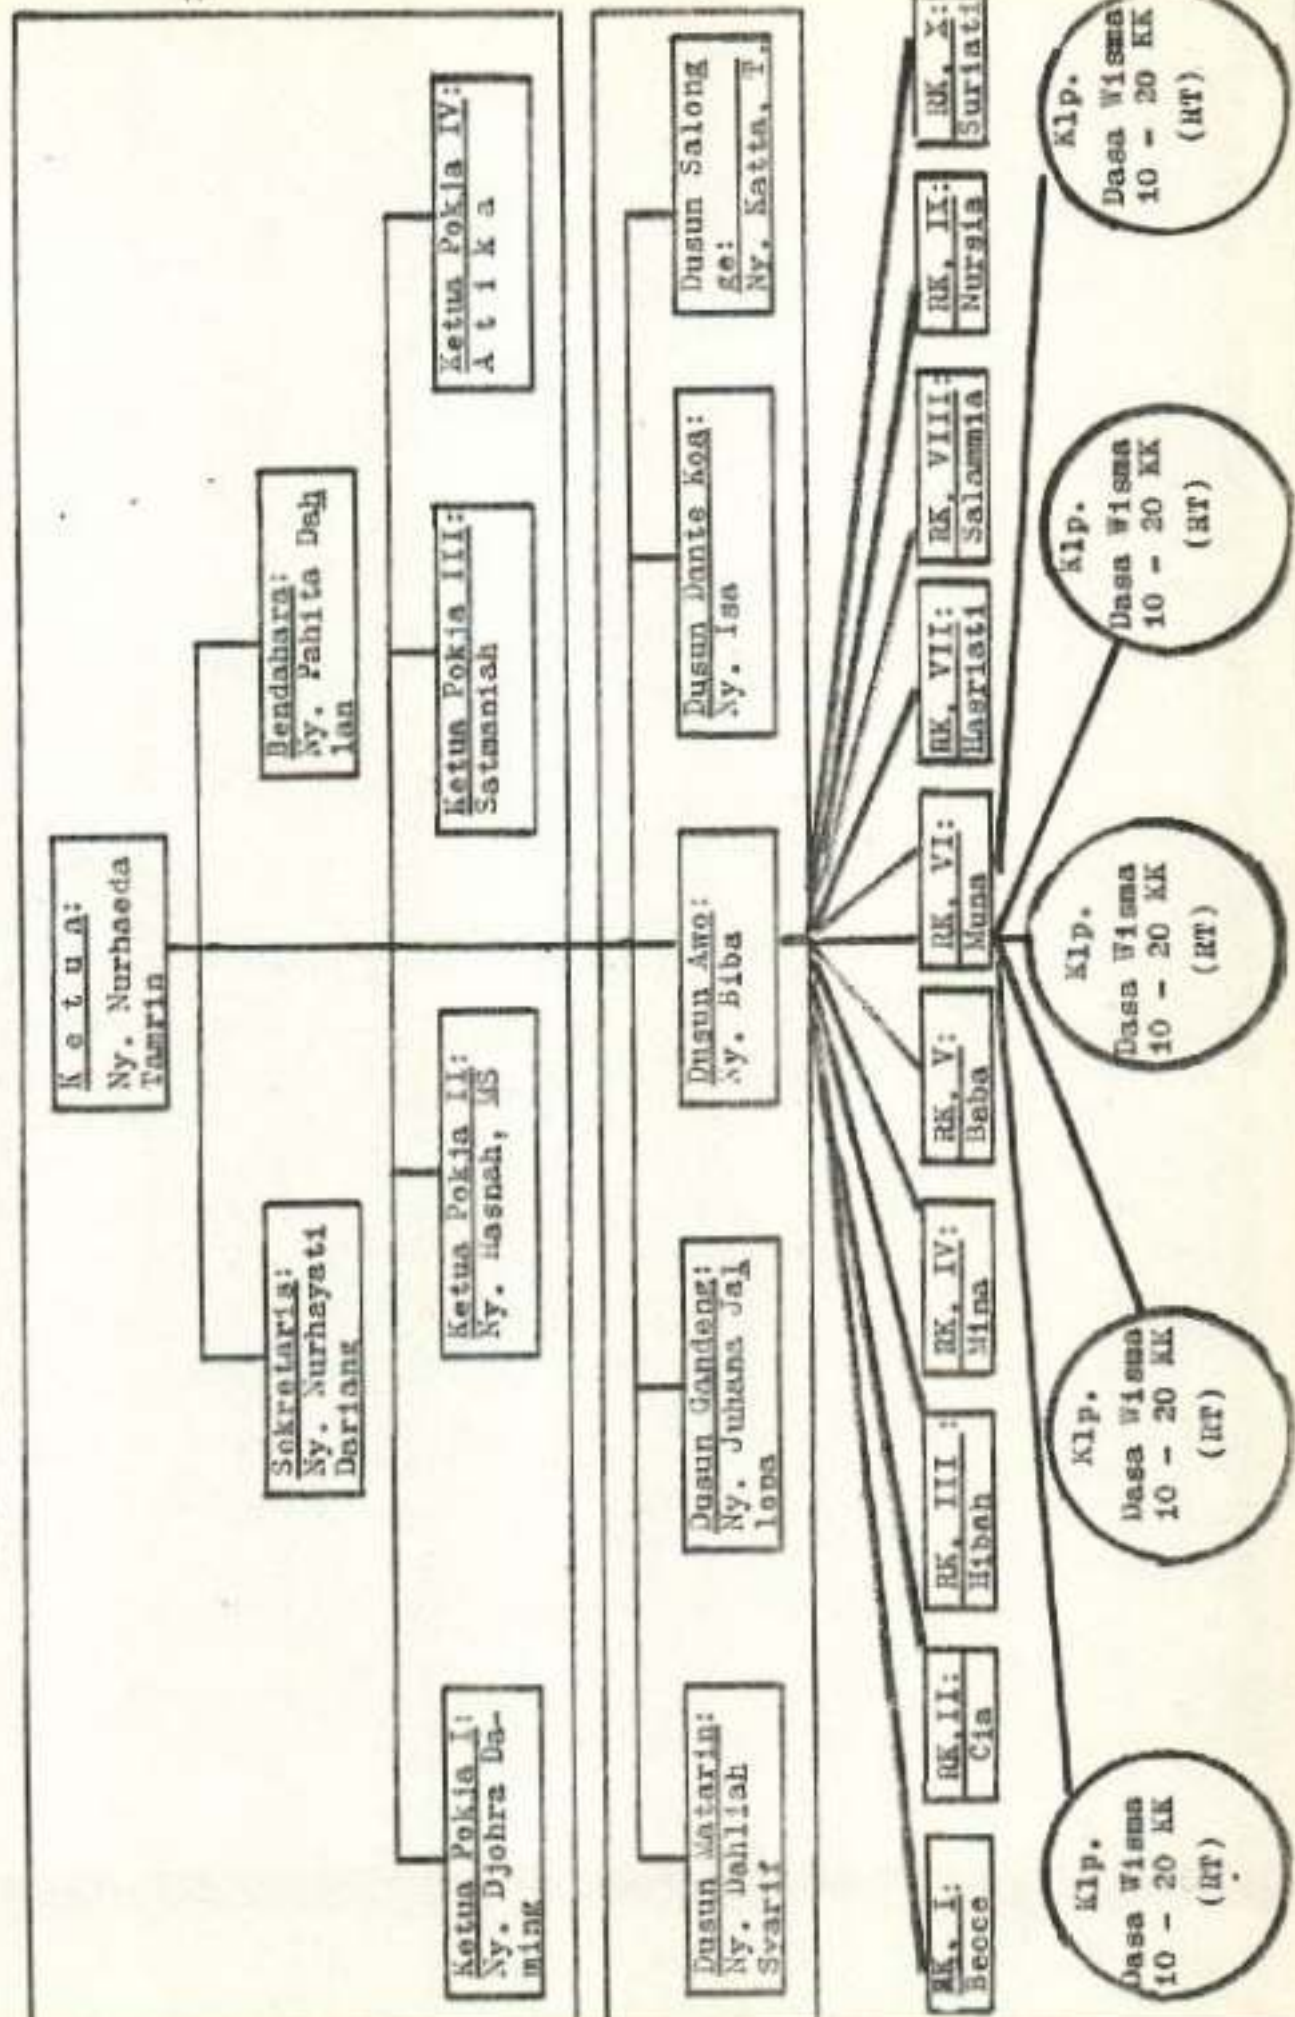 K e t u a:
Ny. Nurhaeda
Tamrin
Sekretaris:
Ny. Nurhayati
Dariang
Bendahara:
Ny. Pahita Dah
lan
Ketua Pokja I:
Ny. Djohra Da-
ming
Ketua Pokja II:
Ny. Hasnah, MS
Ketua Pokja III:
Satmaniah
Ketua Pokja IV:
A t i k a
Dusun Matarin:
Ny. Dahliah
Syarif
Dusun Gandeng:
Ny. Juhana Jal
lopa
Dusun Awo:
Ny. Biba
Dusun Dante Koa:
Ny. Isa
Dusun Salong
ge:
Ny. Katta, T.
RK. I:
Becce
RK. II:
Cia
RK. III :
Hibah
RK. IV:
Mina
RK. V:
Baba
RK. VI:
Muna
RK. VII:
Hasriati
RK. VIII:
Salammia
RK. IX:
Nursia
RK. X:
Suriati
Klp.
Dasa Wisma
10 - 20 KK
(RT)
Klp.
Dasa Wisma
10 - 20 KK
(RT)
Klp.
Dasa Wisma
10 - 20 KK
(RT)
Klp.
Dasa Wisma
10 - 20 KK
(RT)
Klp.
Dasa Wisma
10 - 20 KK
(RT)